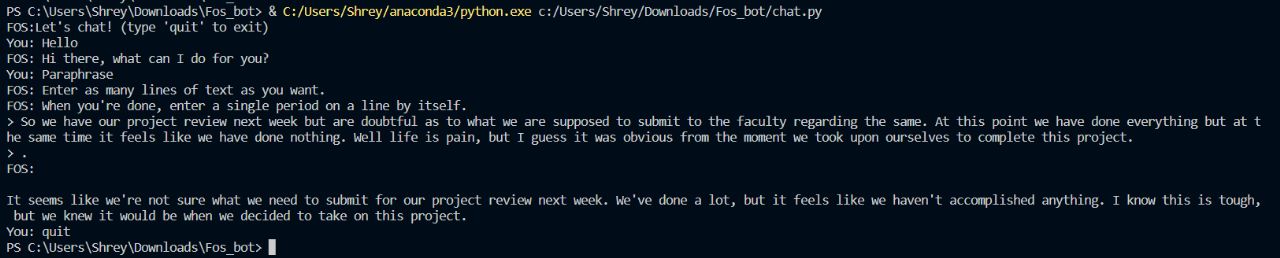 PS C:\Users\Shrey\Downloads\Fos_bot> & C:/Users/Shrey/anaconda3/python.exe c:/Users/Shrey/Downloads/Fos_bot/chat.py
FOS:Let's chat! (type 'quit' to exit)
You: Hello
FOS: Hi there, what can I do for you?
You: Paraphrase
FOS: Enter as many lines of text as you want.
FOS: When you're done, enter a single period on a line by itself.
> So we have our project review next week but are doubtful as to what we are supposed to submit to the faculty regarding the same. At this point we have done everything but at t
he same time it feels like we have done nothing. Well life is pain, but I guess it was obvious from the moment we took upon ourselves to complete this project.
> .
FOS:
It seems like we're not sure what we need to submit for our project review next week. We've done a lot, but it feels like we haven't accomplished anything. I know this is tough,
but we knew it would be when we decided to take on this project.
You: quit
PS C:\Users\Shrey\Downloads\Fos_bot>